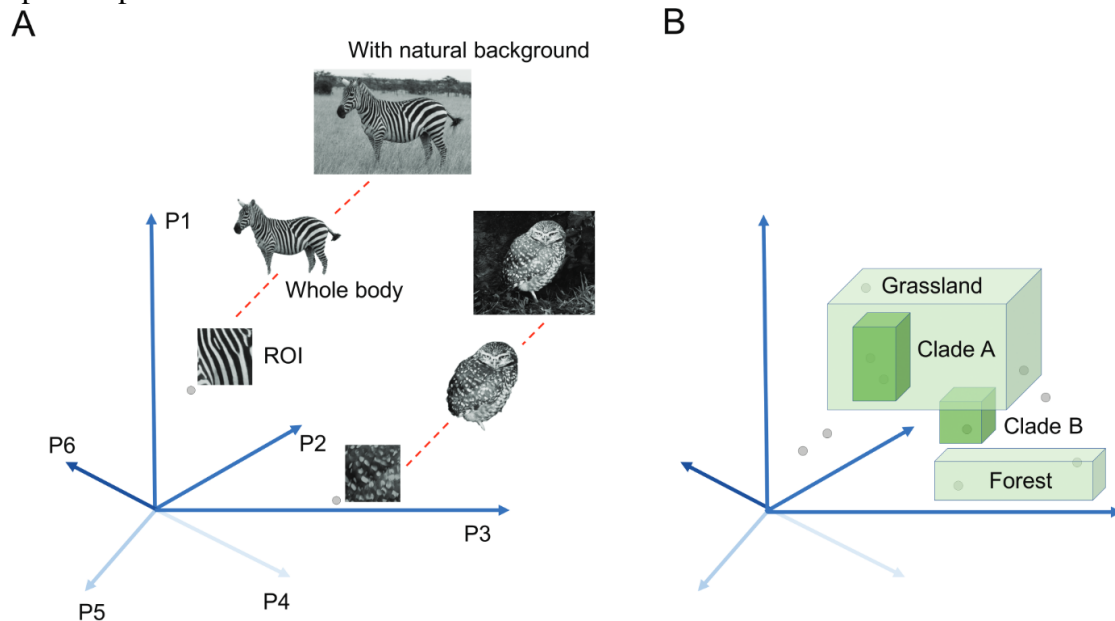 A
With natural background
P1
Whole body
ROI
P2
P6
P3
P4
P5
B
Grassland
Clade A
Clade B
Forest